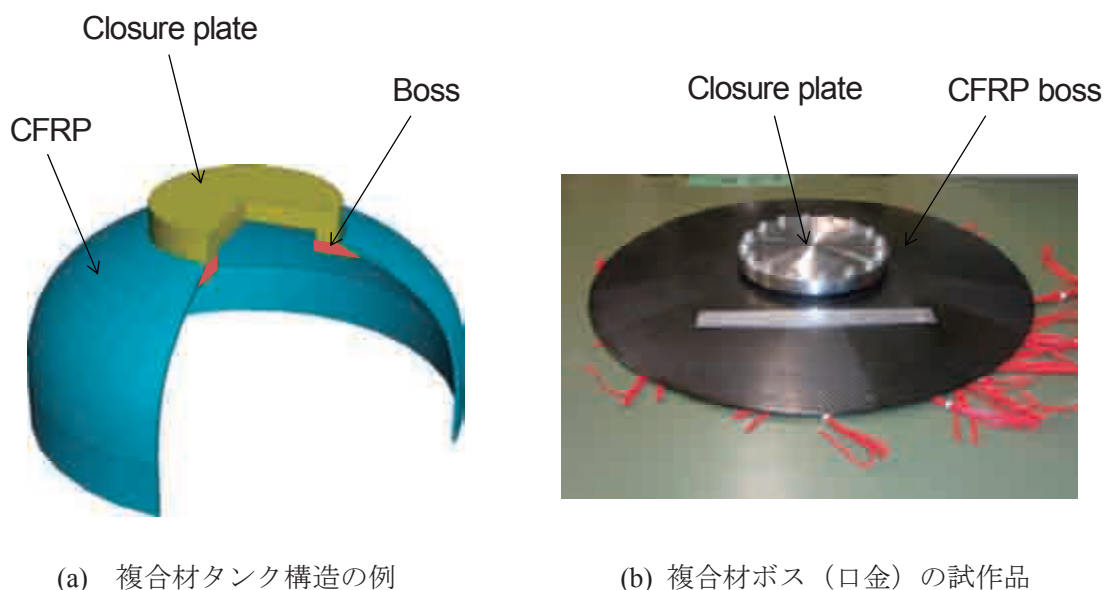 Closure plate
Boss
CFRP
Closure plate
CFRP boss
(a) 複合材タンク構造の例
(b) 複合材ボス（口金）の試作品